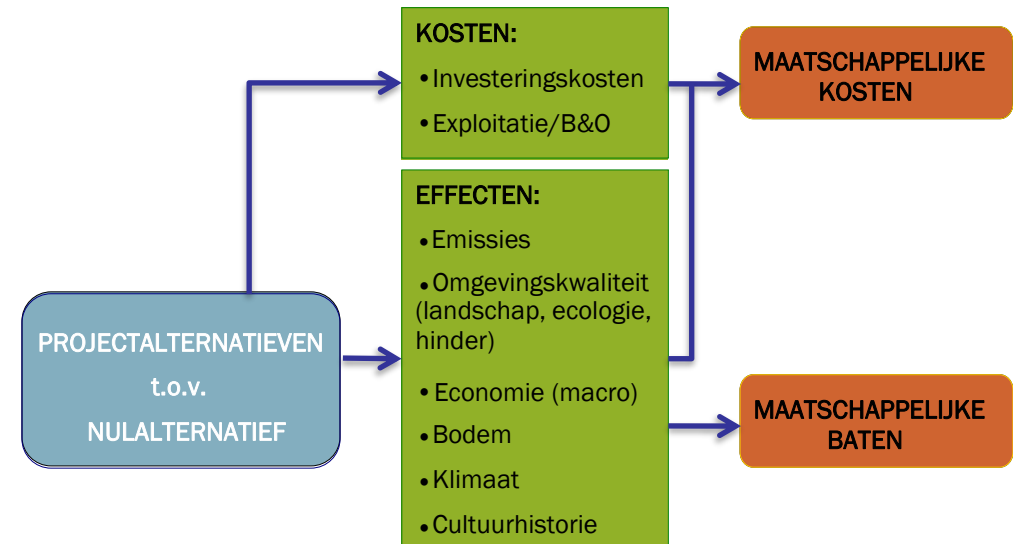 PROJECTALTERNATIEVEN
t.o.v.
NULALTERNATIEF
KOSTEN:
• Investeringskosten
• Exploitatie/B&O
EFFECTEN:
• Emissies
• Omgevingskwaliteit
(landschap, ecologie,
hinder)
• Economie (macro)
• Bodem
• Klimaat
• Cultuurhistorie
MAATSCHAPPELIJKE
KOSTEN
MAATSCHAPPELIJKE
BATEN